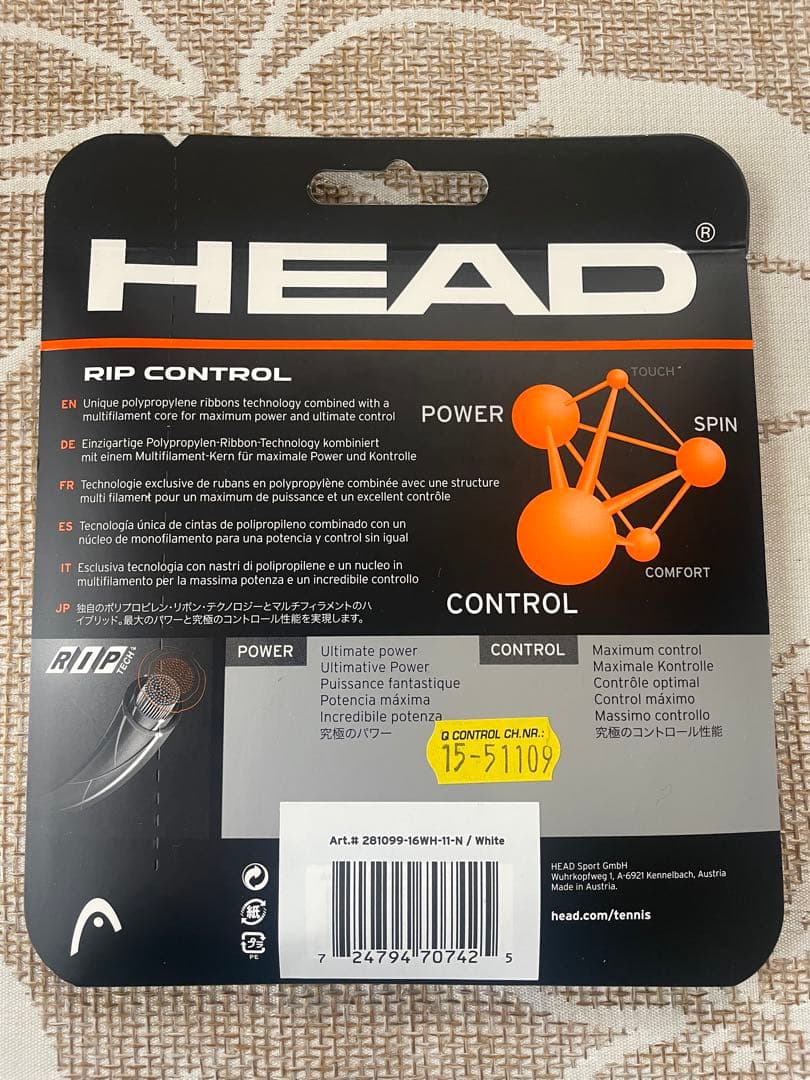 HEAD®
RIP CONTROL
EN Unique polypropylene ribbons technology combined with a
multifilament core for maximum power and ultimate control
DE Einzigartige Polypropylen-Ribbon-Technology kombiniert
mit einem Multifilament-Kern für maximale Power und Kontrolle
FR Technologie exclusive de rubans en polypropylène combinée avec une structure
multi filament pour un maximum de puissance et un excellent contrôle
ES Tecnología única de cintas de polipropileno combinado con un
núcleo de monofilamento para una potencia y control sin igual
IT Esclusiva tecnologia con nastri di polipropilene e un nucleo in
multifilamento per la massima potenza e un incredibile controllo
JP 独自のポリプロピレン・リボン・テクノロジーとマルチフィラメントのハ
イブリッド。最大のパワーと究極のコントロール性能を実現します。
TOUCH
POWER
SPIN
COMFORT
CONTROL
RIP
TECH
POWER
Ultimate power
Ultimative Power
Puissance fantastique
Potencia máxima
Incredibile potenza
究極のパワー
CONTROL
Maximum control
Maximale Kontrolle
Contrôle optimal
Control máximo
Massimo controllo
究極のコントロール性能
Q CONTROL CH.NR.:
15-51109
Art.# 281099-16WH-11-N / White
7 24794 70742 5
紙
プラ
PE
HEAD Sport GmbH
Wuhrkopfweg 1, A-6921 Kennelbach, Austria
Made in Austria.
head.com/tennis